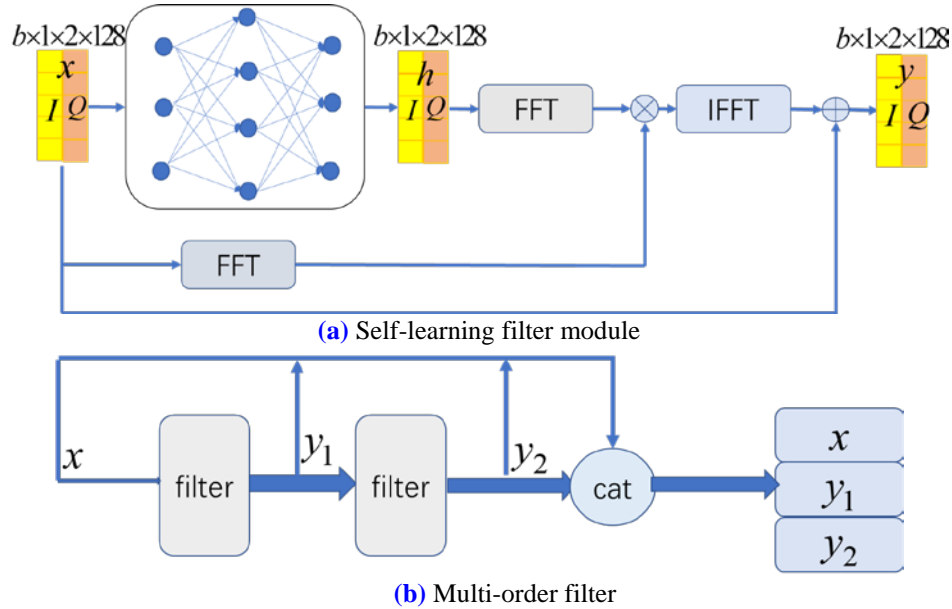 b×1×2×128 b×1×2×128 b×1×2×128
x h y
I Q I Q FFT IFFT I Q
FFT
(a) Self-learning filter module
x filter y₁ filter y₂ cat x
y₁
y₂
(b) Multi-order filter